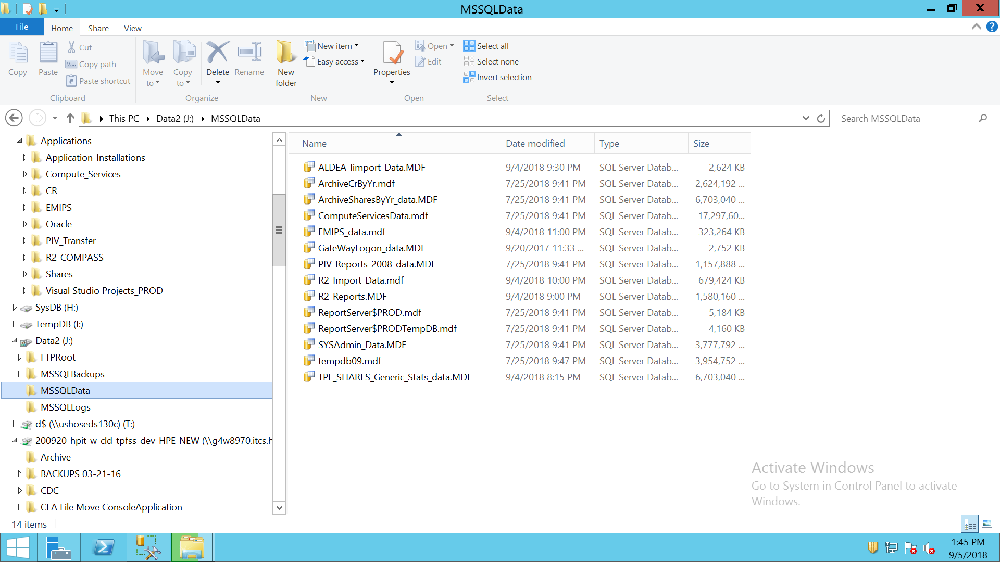 MSSQLData
File Home Share View
Copy
Paste
Cut
Copy path
Paste shortcut
Clipboard
Move to
Copy to
Delete
Rename
Organize
New folder
New item
Easy access
New
Properties
Open
Edit
Open
Select all
Select none
Invert selection
Select
This PC Data2 (J:) MSSQLData
Search MSSQLData
Applications
Application_Installations
Compute_Services
CR
EMIPS
Oracle
PIV_Transfer
R2_COMPASS
Shares
Visual Studio Projects_PROD
SysDB (H:)
TempDB (I:)
Data2 (J:)
FTPRoot
MSSQLBackups
MSSQLData
MSSQLLogs
d$ (\\ushoseds130c) (T:)
200920_hpit-w-cld-tpfss-dev_HPE-NEW (\\g4w8970.itcs.h
Archive
BACKUPS 03-21-16
CDC
CEA File Move ConsoleApplication
Name Date modified Type Size
ALDEA_Iimport_Data.MDF 9/4/2018 9:30 PM SQL Server Datab... 2,624 KB
ArchiveCrByYr.mdf 7/25/2018 9:41 PM SQL Server Datab... 2,624,192 ...
ArchiveSharesByYr_data.MDF 7/25/2018 9:41 PM SQL Server Datab... 6,703,040 ...
ComputeServicesData.mdf 7/25/2018 9:41 PM SQL Server Datab... 17,297,60...
EMIPS_data.mdf 9/4/2018 11:00 PM SQL Server Datab... 323,264 KB
GateWayLogon_data.MDF 9/20/2017 11:33 ... SQL Server Datab... 2,752 KB
PIV_Reports_2008_data.MDF 7/25/2018 9:41 PM SQL Server Datab... 1,157,888 ...
R2_Import_Data.mdf 9/4/2018 10:00 PM SQL Server Datab... 679,424 KB
R2_Reports.MDF 9/4/2018 9:00 PM SQL Server Datab... 1,580,160 ...
ReportServer$PROD.mdf 7/25/2018 9:41 PM SQL Server Datab... 5,184 KB
ReportServer$PRODTempDB.mdf 7/25/2018 9:41 PM SQL Server Datab... 4,160 KB
SYSAdmin_Data.MDF 7/25/2018 9:41 PM SQL Server Datab... 3,777,792 ...
tempdb09.mdf 7/25/2018 9:47 PM SQL Server Datab... 3,954,752 ...
TPF_SHARES_Generic_Stats_data.MDF 9/4/2018 8:15 PM SQL Server Datab... 6,703,040 ...
Activate Windows
Go to System in Control Panel to activate
Windows.
14 items
1:45 PM
9/5/2018